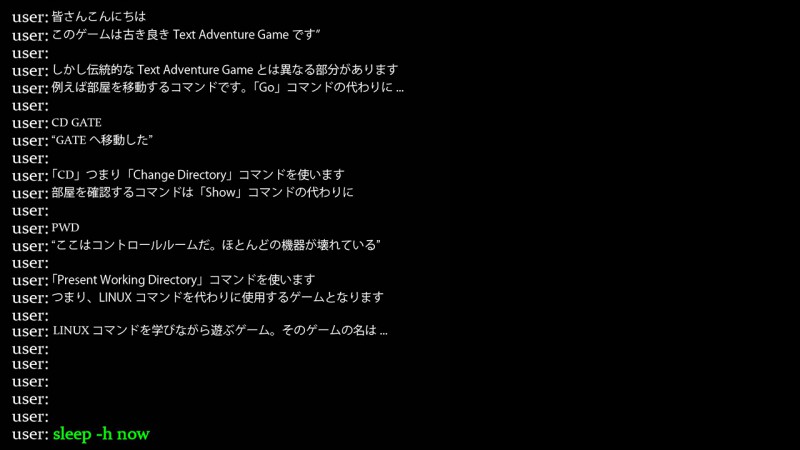 user: 皆さんこんにちは
user: このゲームは古き良き Text Adventure Game です”
user:
user: しかし伝統的な Text Adventure Game とは異なる部分があります
user: 例えば部屋を移動するコマンドです。「Go」コマンドの代わりに ...
user:
user: CD GATE
user: “GATE へ移動した”
user:
user: 「CD」つまり「Change Directory」コマンドを使います
user: 部屋を確認するコマンドは「Show」コマンドの代わりに
user:
user: PWD
user: “ここはコントロールルームだ。ほとんどの機器が壊れている”
user:
user: 「Present Working Directory」コマンドを使います
user: つまり、LINUX コマンドを代わりに使用するゲームとなります
user:
user: LINUX コマンドを学びながら遊ぶゲーム。そのゲームの名は ...
user:
user:
user:
user:
user:
user: sleep -h now